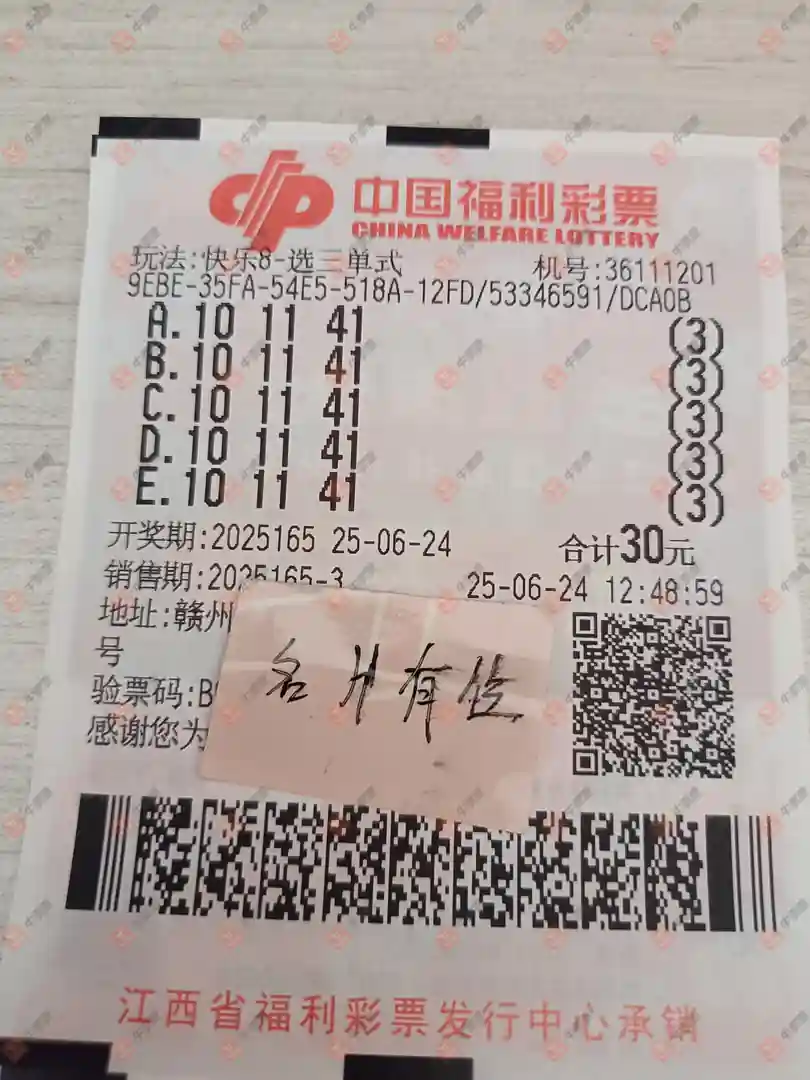 中国福利彩票
CHINA WELFARE LOTTERY
玩法:快乐8-选三单式 机号:36111201
9EBE-35FA-54E5-518A-12FD/53346591/DCA0B
A.10 11 41 (3)
B.10 11 41 (3)
C.10 11 41 (3)
D.10 11 41 (3)
E.10 11 41 (3)
开奖期:2025165 25-06-24 合计30元
销售期:2025165-3 25-06-24 12:48:59
地址:赣州
号
验票码:B
感谢您为
名片有
江西省福利彩票发行中心承销